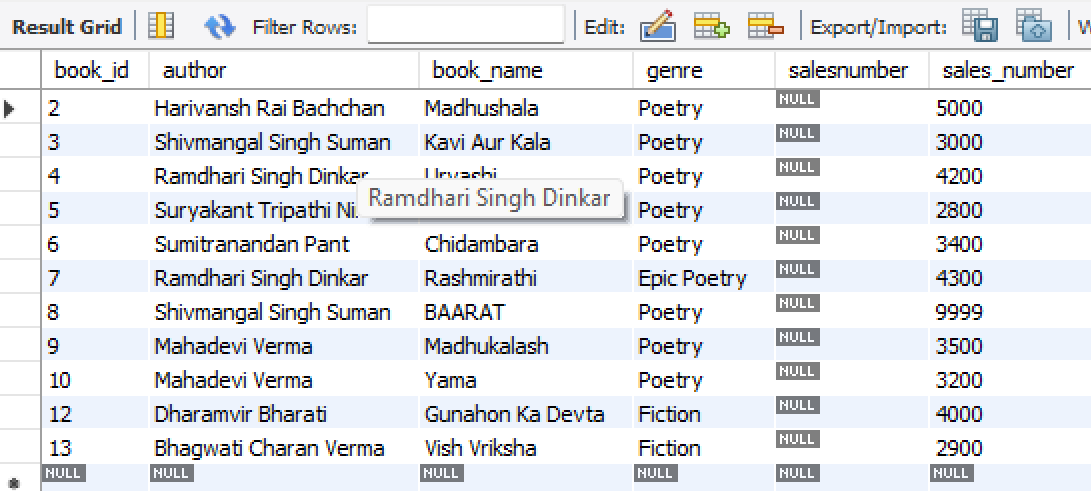 Result Grid Filter Rows: Edit: Export/Import: W
book_id author book_name genre salesnumber sales_number
2 Harivansh Rai Bachchan Madhushala Poetry NULL 5000
3 Shivmangal Singh Suman Kavi Aur Kala Poetry NULL 3000
4 Ramdhari Singh Dinkar Urvashi Poetry NULL 4200
Ramdhari Singh Dinkar
5 Suryakant Tripathi Poetry NULL 2800
6 Sumitranandan Pant Chidambara Poetry NULL 3400
7 Ramdhari Singh Dinkar Rashmirathi Epic Poetry NULL 4300
8 Shivmangal Singh Suman BAARAT Poetry NULL 9999
9 Mahadevi Verma Madhukalash Poetry NULL 3500
10 Mahadevi Verma Yama Poetry NULL 3200
12 Dharamvir Bharati Gunahon Ka Devta Fiction NULL 4000
13 Bhagwati Charan Verma Vish Vriksha Fiction NULL 2900
NULL NULL NULL NULL NULL NULL